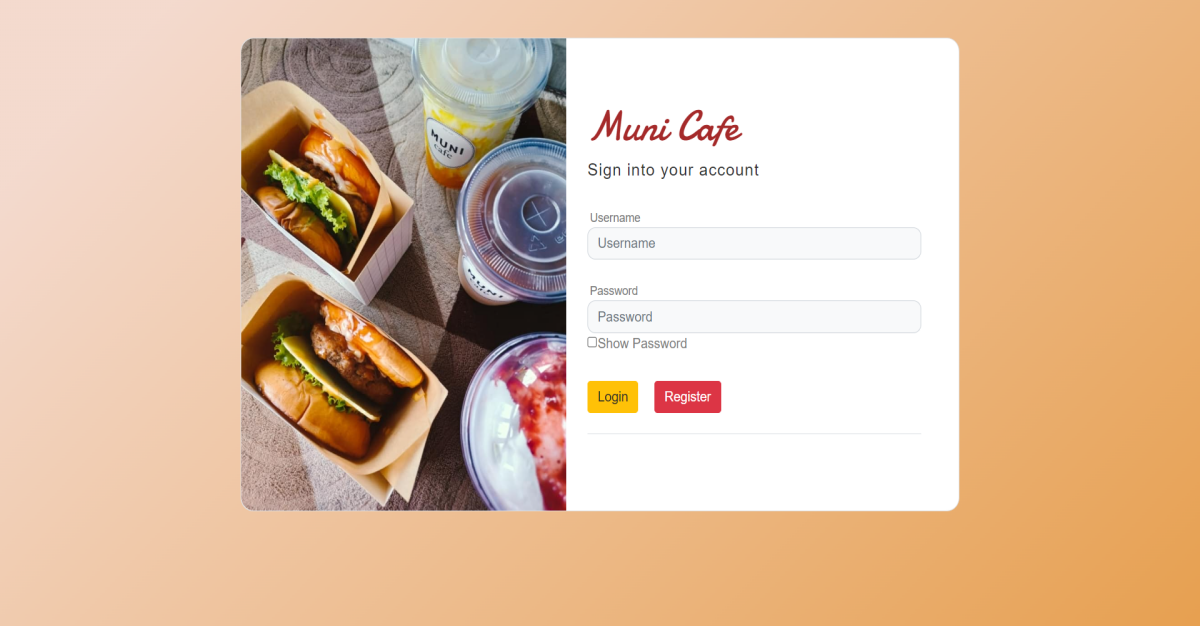 MUNI
cafe
MUNI
Muni Cafe
Sign into your account
Username
Username
Password
Password
Show Password
Login Register